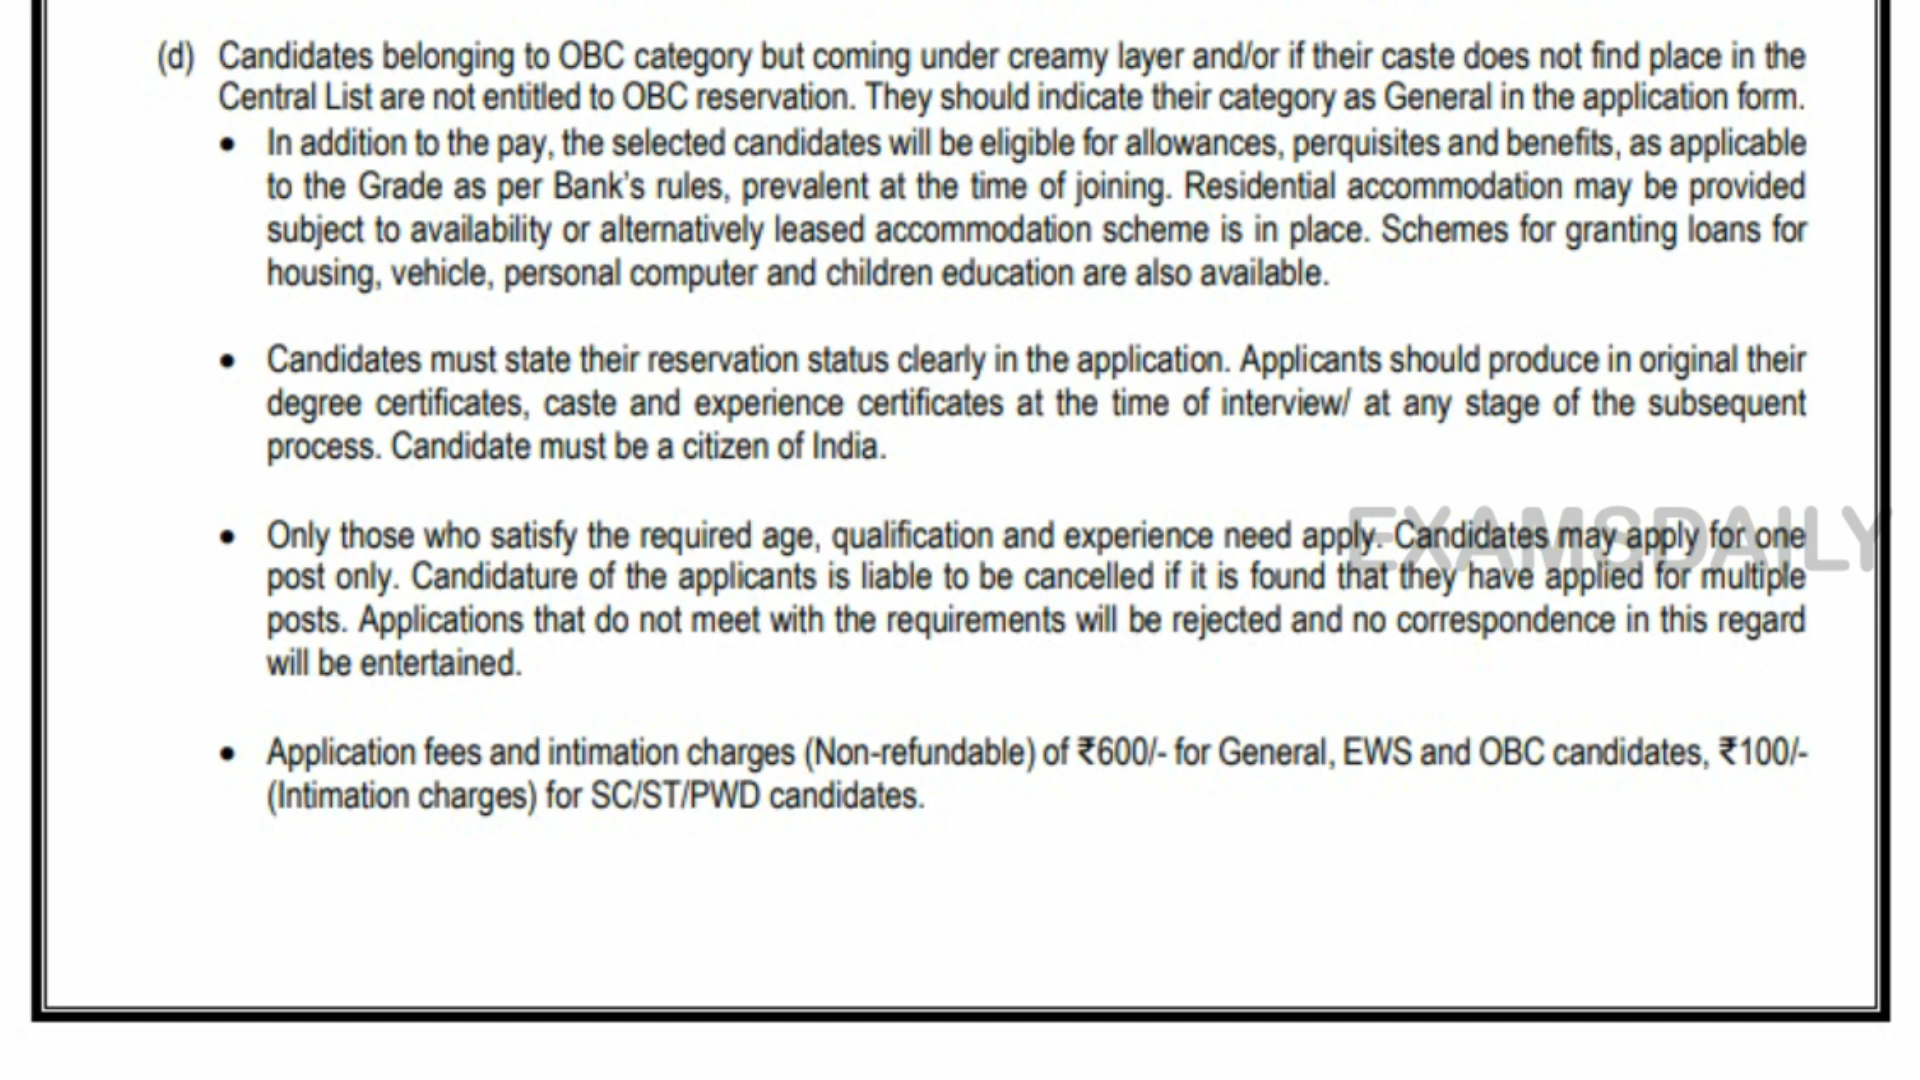 (d) Candidates belonging to OBC category but coming under creamy layer and/or if their caste does not find place in the
Central List are not entitled to OBC reservation. They should indicate their category as General in the application form.
• In addition to the pay, the selected candidates will be eligible for allowances, perquisites and benefits, as applicable
to the Grade as per Bank's rules, prevalent at the time of joining. Residential accommodation may be provided
subject to availability or alternatively leased accommodation scheme is in place. Schemes for granting loans for
housing, vehicle, personal computer and children education are also available.
• Candidates must state their reservation status clearly in the application. Applicants should produce in original their
degree certificates, caste and experience certificates at the time of interview/ at any stage of the subsequent
process. Candidate must be a citizen of India.
EXAMSDAILY
• Only those who satisfy the required age, qualification and experience need apply. Candidates may apply for one
post only. Candidature of the applicants is liable to be cancelled if it is found that they have applied for multiple
posts. Applications that do not meet with the requirements will be rejected and no correspondence in this regard
will be entertained.
• Application fees and intimation charges (Non-refundable) of ₹600/- for General, EWS and OBC candidates, ₹100/-
(Intimation charges) for SC/ST/PWD candidates.